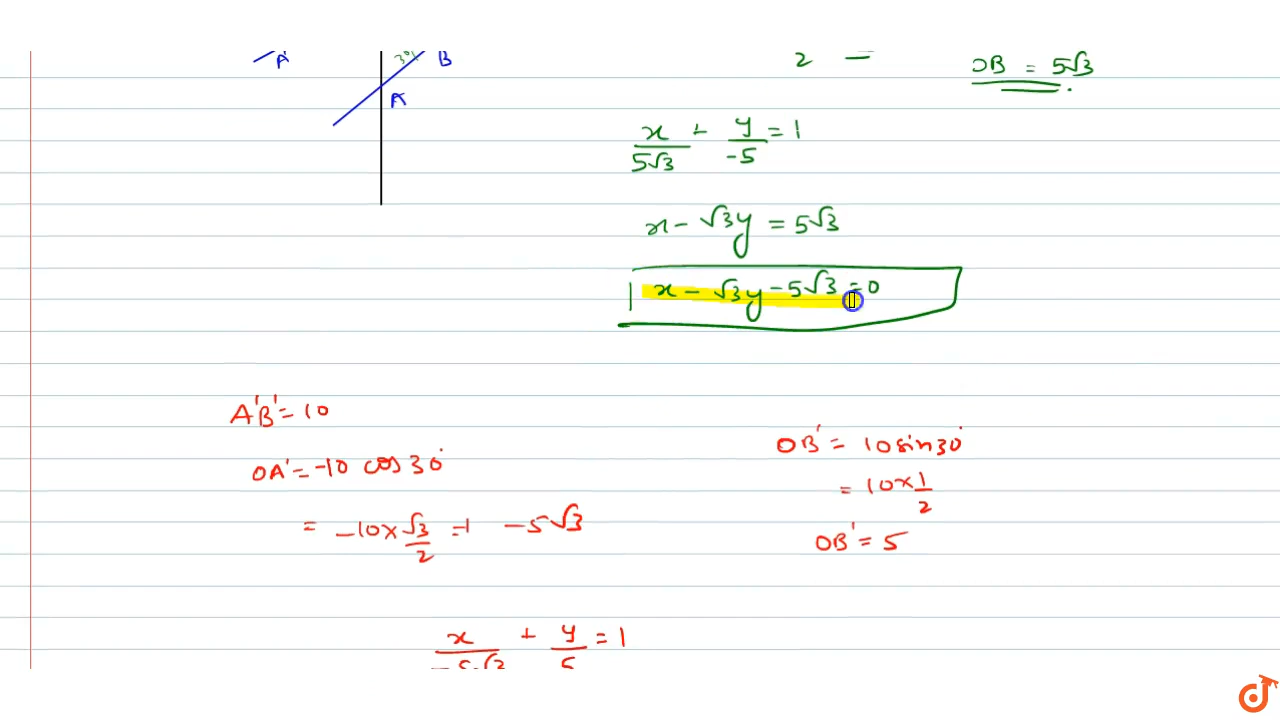 A' 30° B
A
2 =
OB = 5√3.
x/5√3 + y/-5 = 1
x - √3y = 5√3
x - √3y - 5√3 = 0
A'B' = 10
OA' = -10 cos 30°
= -10 × √3/2 = -5√3
OB' = 10 sin 30°
= 10 × 1/2
OB' = 5
x/-5√3 + y/5 = 1